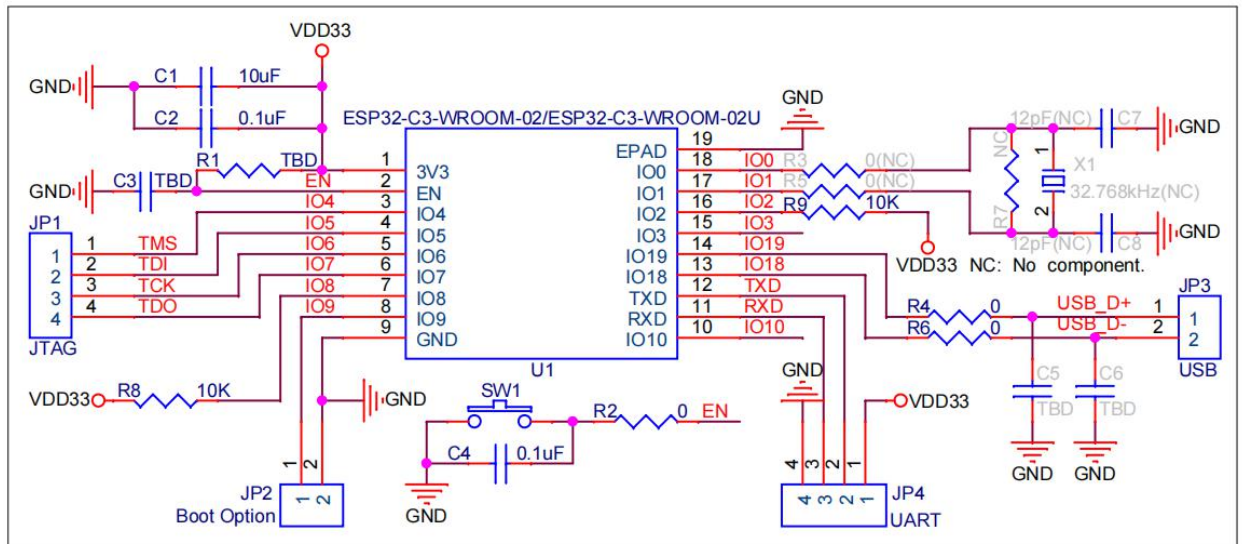 VDD33
GND
C1
10uF
C2
0.1uF
ESP32-C3-WROOM-02/ESP32-C3-WROOM-02U
R1
TBD
GND
C3
TBD
EN
IO4
IO5
IO6
IO7
IO8
IO9
1
2
3
4
5
6
7
8
9
3V3
EN
IO4
IO5
IO6
IO7
IO8
IO9
GND
JP1
1
2
3
4
1
2
3
4
TMS
TDI
TCK
TDO
JTAG
GND
19
18
17
16
15
14
13
12
11
10
EPAD
IO0
IO1
IO2
IO3
IO19
IO18
TXD
RXD
IO10
U1
IO0
IO1
IO2
IO3
IO19
IO18
TXD
RXD
IO10
R3
0(NC)
R5
0(NC)
R9
10K
VDD33
12pF(NC)
C7
GND
NC
R7
1
X1
32.768kHz(NC)
2
12pF(NC)
C8
GND
NC: No component.
R4
0
R6
0
USB_D+
USB_D-
JP3
1
2
1
2
USB
C5
TBD
C6
TBD
GND
GND
VDD33
R8
10K
GND
1
2
1
2
JP2
Boot Option
SW1
R2
0
EN
C4
0.1uF
GND
GND
VDD33
4
3
2
1
4
3
2
1
JP4
UART